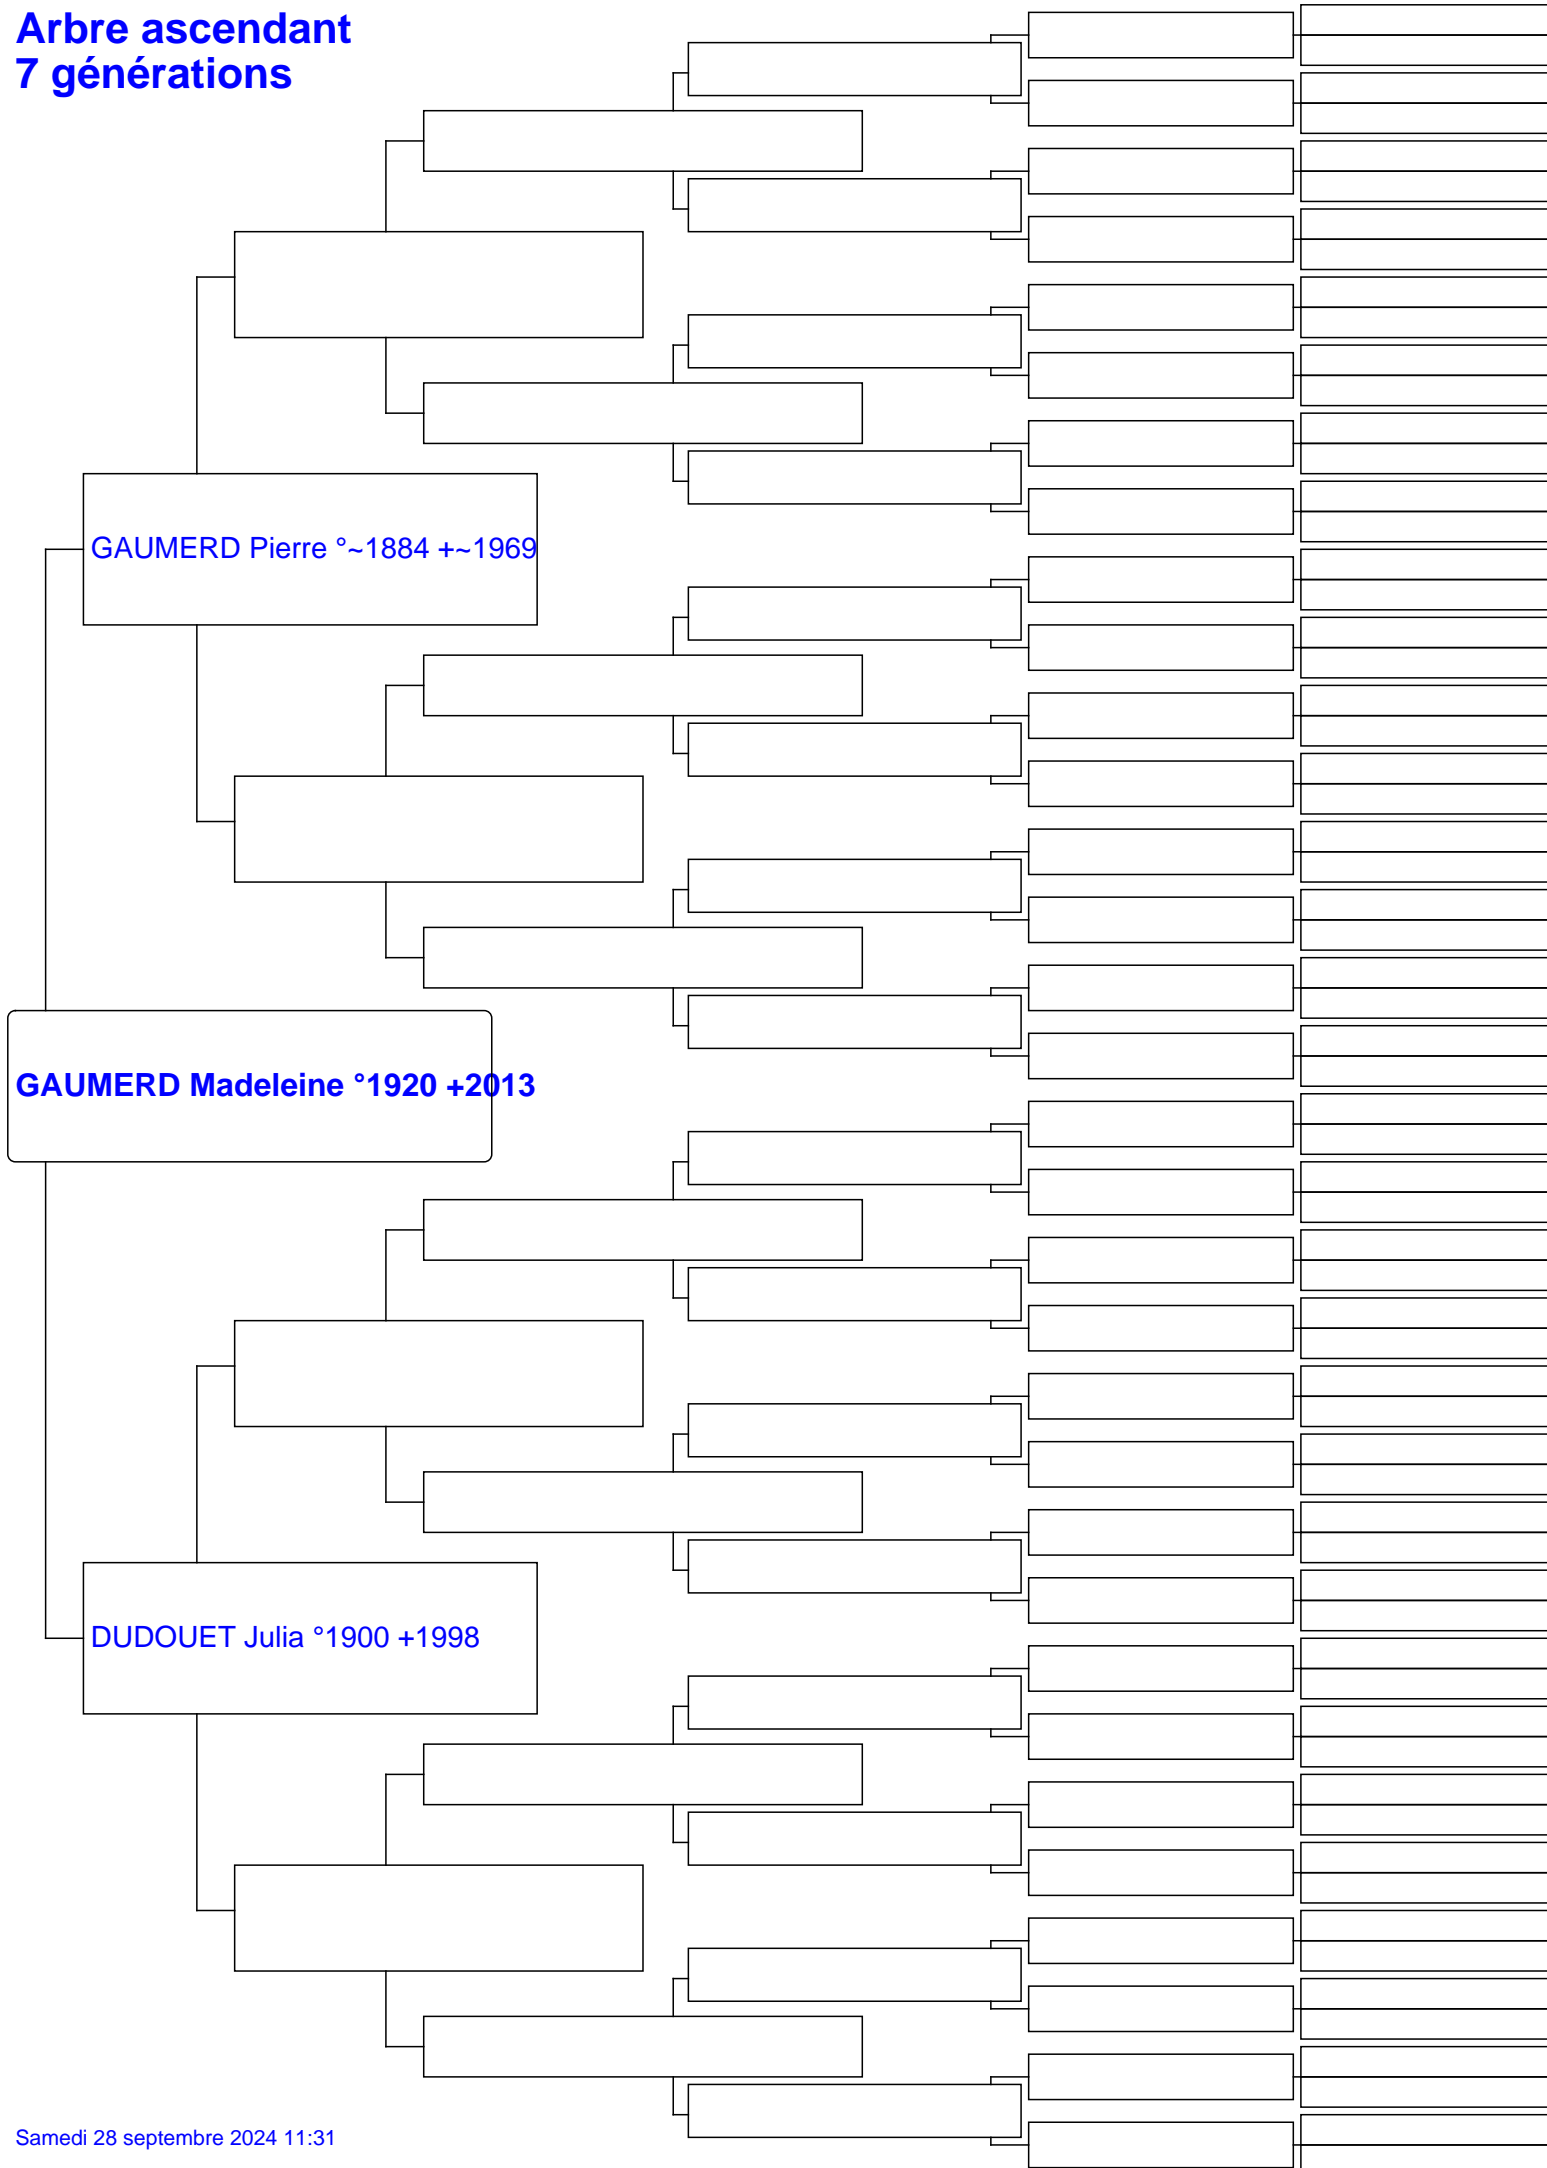 Arbre ascendant
7 générations
GAUMERD Pierre °~1884 +~1969
GAUMERD Madeleine °1920 +2013
DUDOUET Julia °1900 +1998
Samedi 28 septembre 2024 11:31